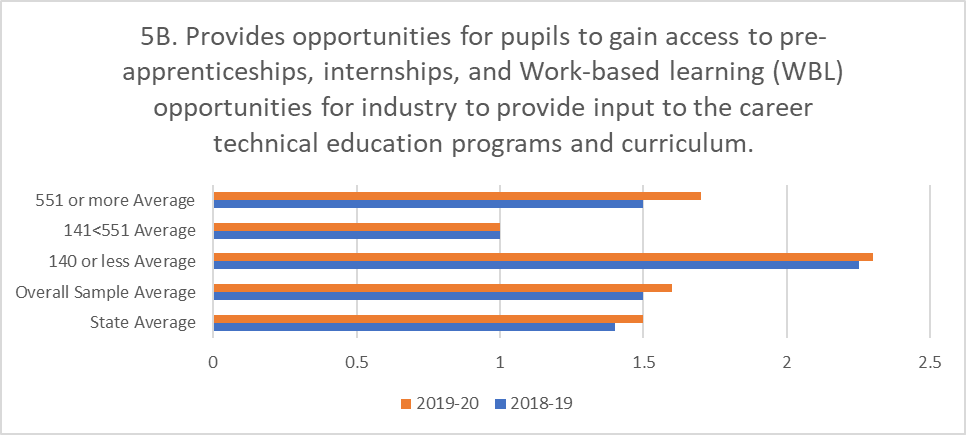 5B. Provides opportunities for pupils to gain access to pre-
apprenticeships, internships, and Work-based learning (WBL)
opportunities for industry to provide input to the career
technical education programs and curriculum.
551 or more Average
141<551 Average
140 or less Average
Overall Sample Average
State Average
0 0.5 1 1.5 2 2.5
2019-20 2018-19